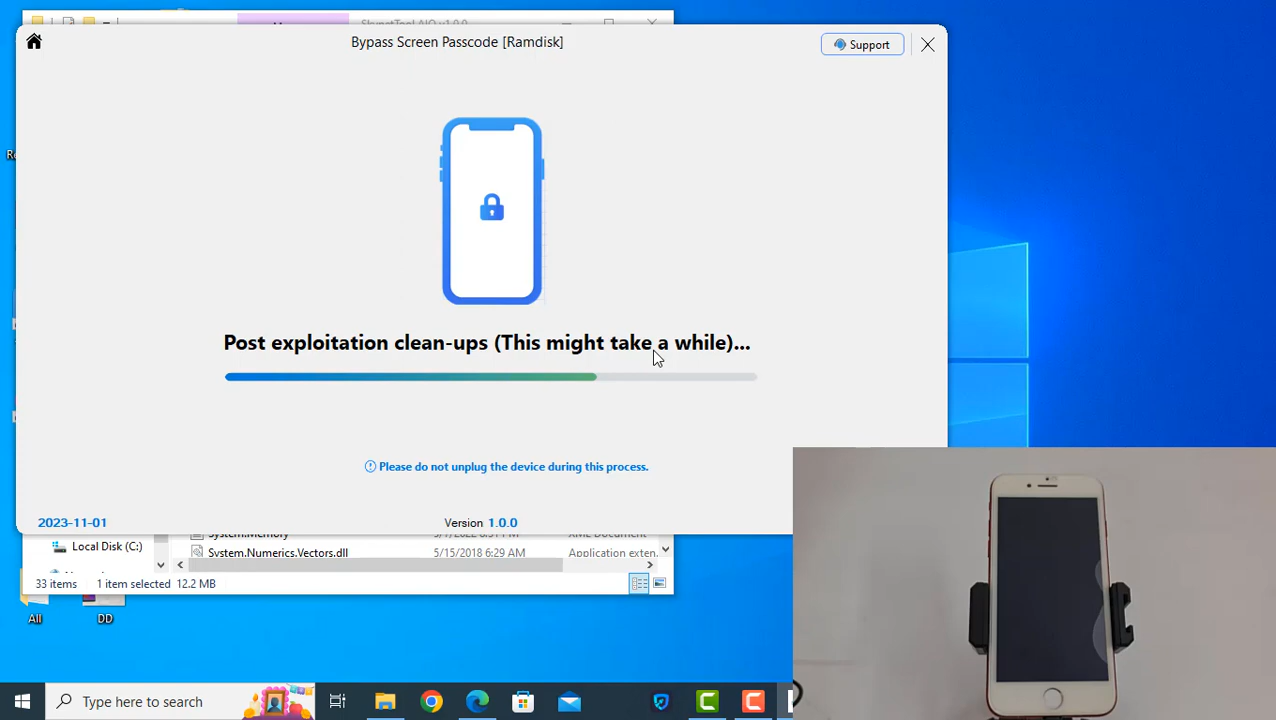 Bypass Screen Passcode [Ramdisk]
Support
Post exploitation clean-ups (This might take a while)...
Please do not unplug the device during this process.
2023-11-01
Version 1.0.0
Local Disk (C:)
System.Numerics.Vectors.dll
5/15/2018 6:29 AM
Application exten
33 items
1 item selected 12.2 MB
All
DD
Type here to search